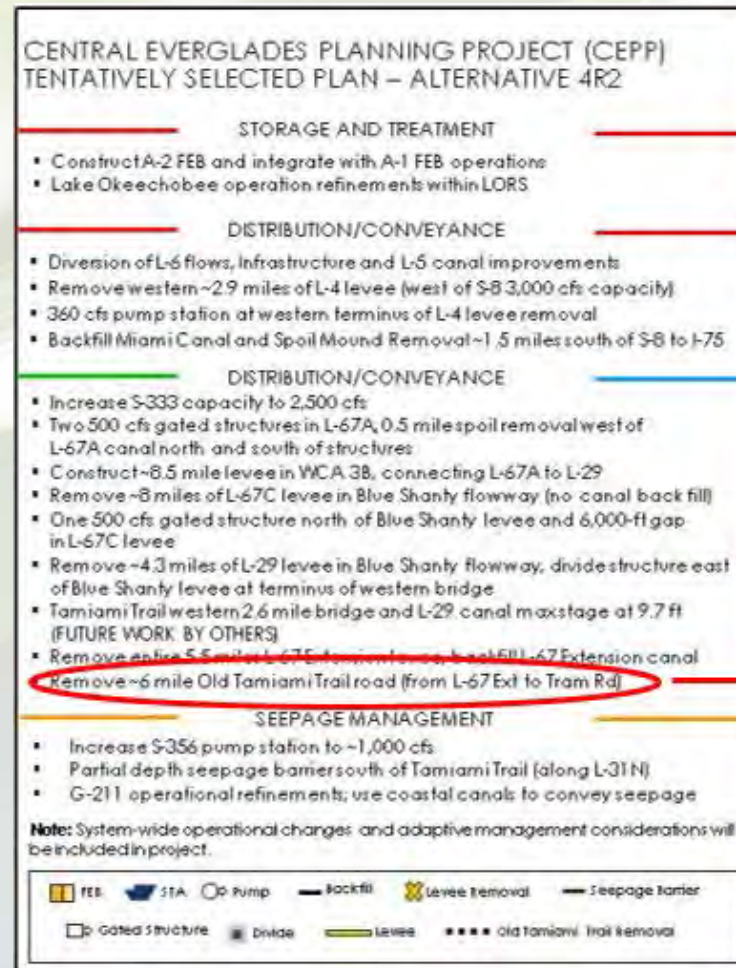 CENTRAL EVERGLADES PLANNING PROJECT (CEPP)
TENTATIVELY SELECTED PLAN – ALTERNATIVE 4R2
STORAGE AND TREATMENT
▪ Construct A-2 FEB and integrate with A-1 FEB operations
▪ Lake Okeechobee operation refinements within LORS
DISTRIBUTION/CONVEYANCE
▪ Diversion of L-6 flows, Infrastructure and L-5 canal improvements
▪ Remove western ~2.9 miles of L-4 levee (west of S-8 3,000 cfs capacity)
▪ 360 cfs pump station at western terminus of L-4 levee removal
▪ Backfill Miami Canal and Spoil Mound Removal ~1.5 miles south of S-8 to I-75
DISTRIBUTION/CONVEYANCE
▪ Increase S-333 capacity to 2,500 cfs
▪ Two 500 cfs gated structures in L-67A, 0.5 mile spoil removal west of
L-67A canal north and south of structures
▪ Construct ~8.5 mile levee in WCA 3B, connecting L-67A to L-29
▪ Remove ~8 miles of L-67C levee in Blue Shanty flowway (no canal back fill)
▪ One 500 cfs gated structure north of Blue Shanty levee and 6,000-ft gap
in L-67C levee
▪ Remove ~4.3 miles of L-29 levee in Blue Shanty flowway, divide structure east
of Blue Shanty levee at terminus of western bridge
▪ Tamiami Trail western 2.6 mile bridge and L-29 canal max stage at 9.7 ft
(FUTURE WORK BY OTHERS)
▪ Remove entire 5.5 miles L-67 Extension levee, backfill L-67 Extension canal
Remove ~6 mile Old Tamiami Trail road (from L-67 Ext to Tram Rd)
SEEPAGE MANAGEMENT
▪ Increase S-356 pump station to ~1,000 cfs
▪ Partial depth seepage barrier south of Tamiami Trail (along L-31N)
▪ G-211 operational refinements; use coastal canals to convey seepage
Note: System-wide operational changes and adaptive management considerations will
be included in project.
FEB STA Pump Backfill Levee Removal Seepage Barrier
Gated Structure Divide Levee Old Tamiami Trail Removal